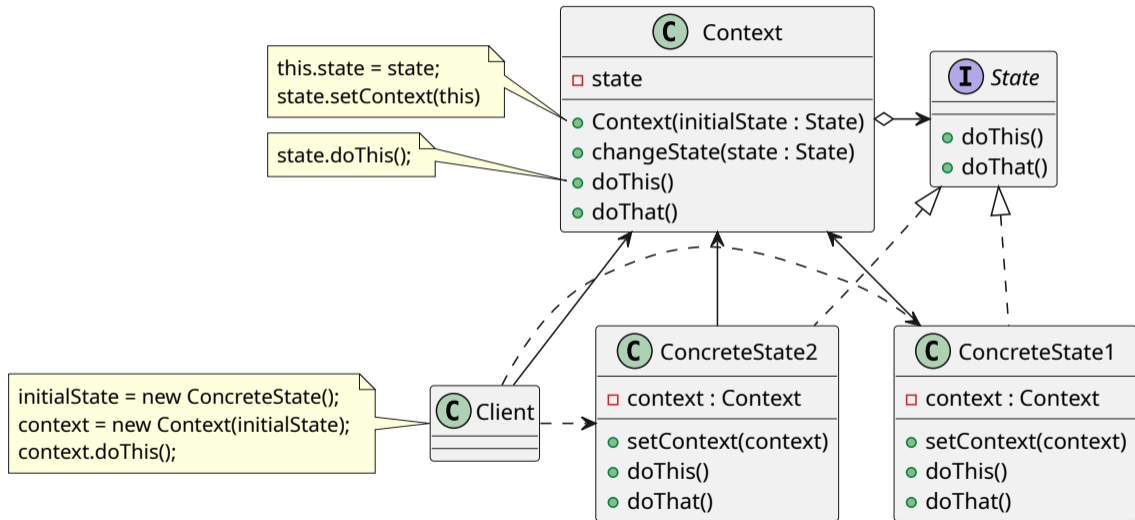 this.state = state;
state.setContext(this)
state.doThis();
C Context
state
Context(initialState : State)
changeState(state : State)
doThis()
doThat()
I State
doThis()
doThat()
initialState = new ConcreteState();
context = new Context(initialState);
context.doThis();
C Client
C ConcreteState2
context : Context
setContext(context)
doThis()
doThat()
C ConcreteState1
context : Context
setContext(context)
doThis()
doThat()